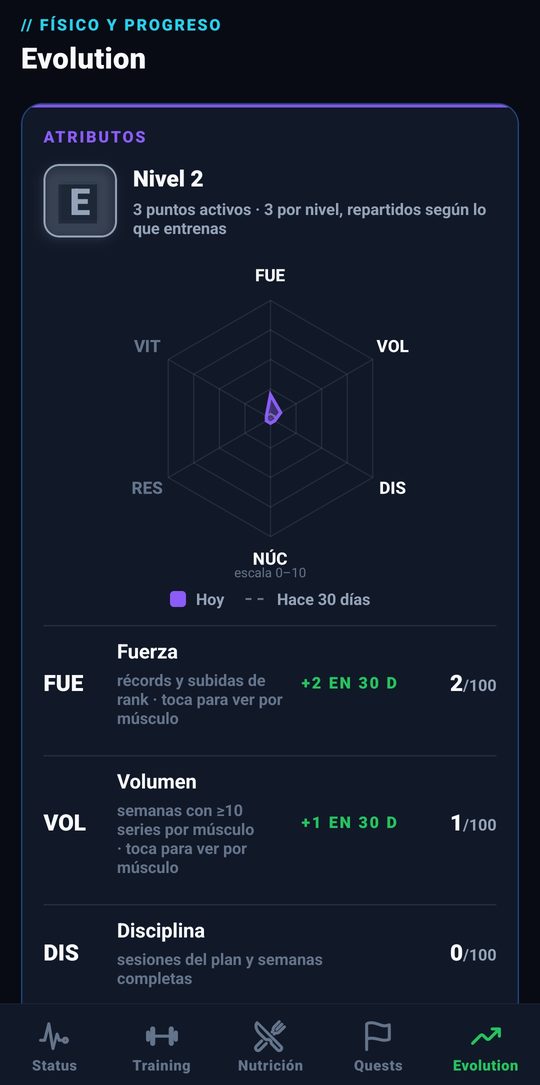 // FÍSICO Y PROGRESO
Evolution
ATRIBUTOS
E
Nivel 2
3 puntos activos · 3 por nivel, repartidos según lo
que entrenas
FUE
VIT
VOL
RES
DIS
NÚC
escala 0–10
Hoy
Hace 30 días
Fuerza
FUE
récords y subidas de
rank · toca para ver por
músculo
+2 EN 30 D
2/100
Volumen
VOL
semanas con ≥10
series por músculo
· toca para ver por
músculo
+1 EN 30 D
1/100
Disciplina
DIS
sesiones del plan y semanas
completas
0/100
Status
Training
Nutrición
Quests
Evolution